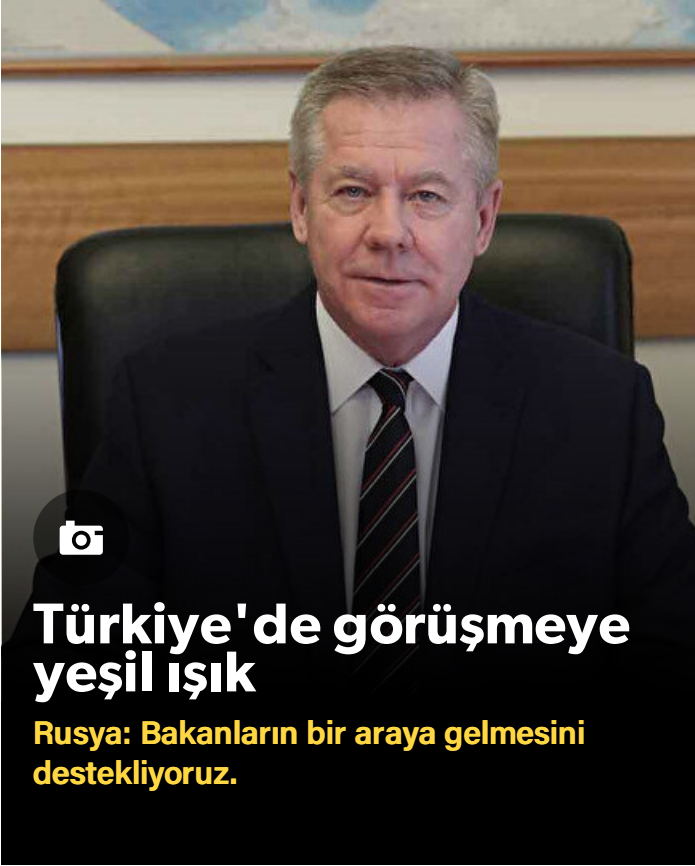 Türkiye'de görüşmeye
yeşil ışık
Rusya: Bakanların bir araya gelmesini
destekliyoruz.